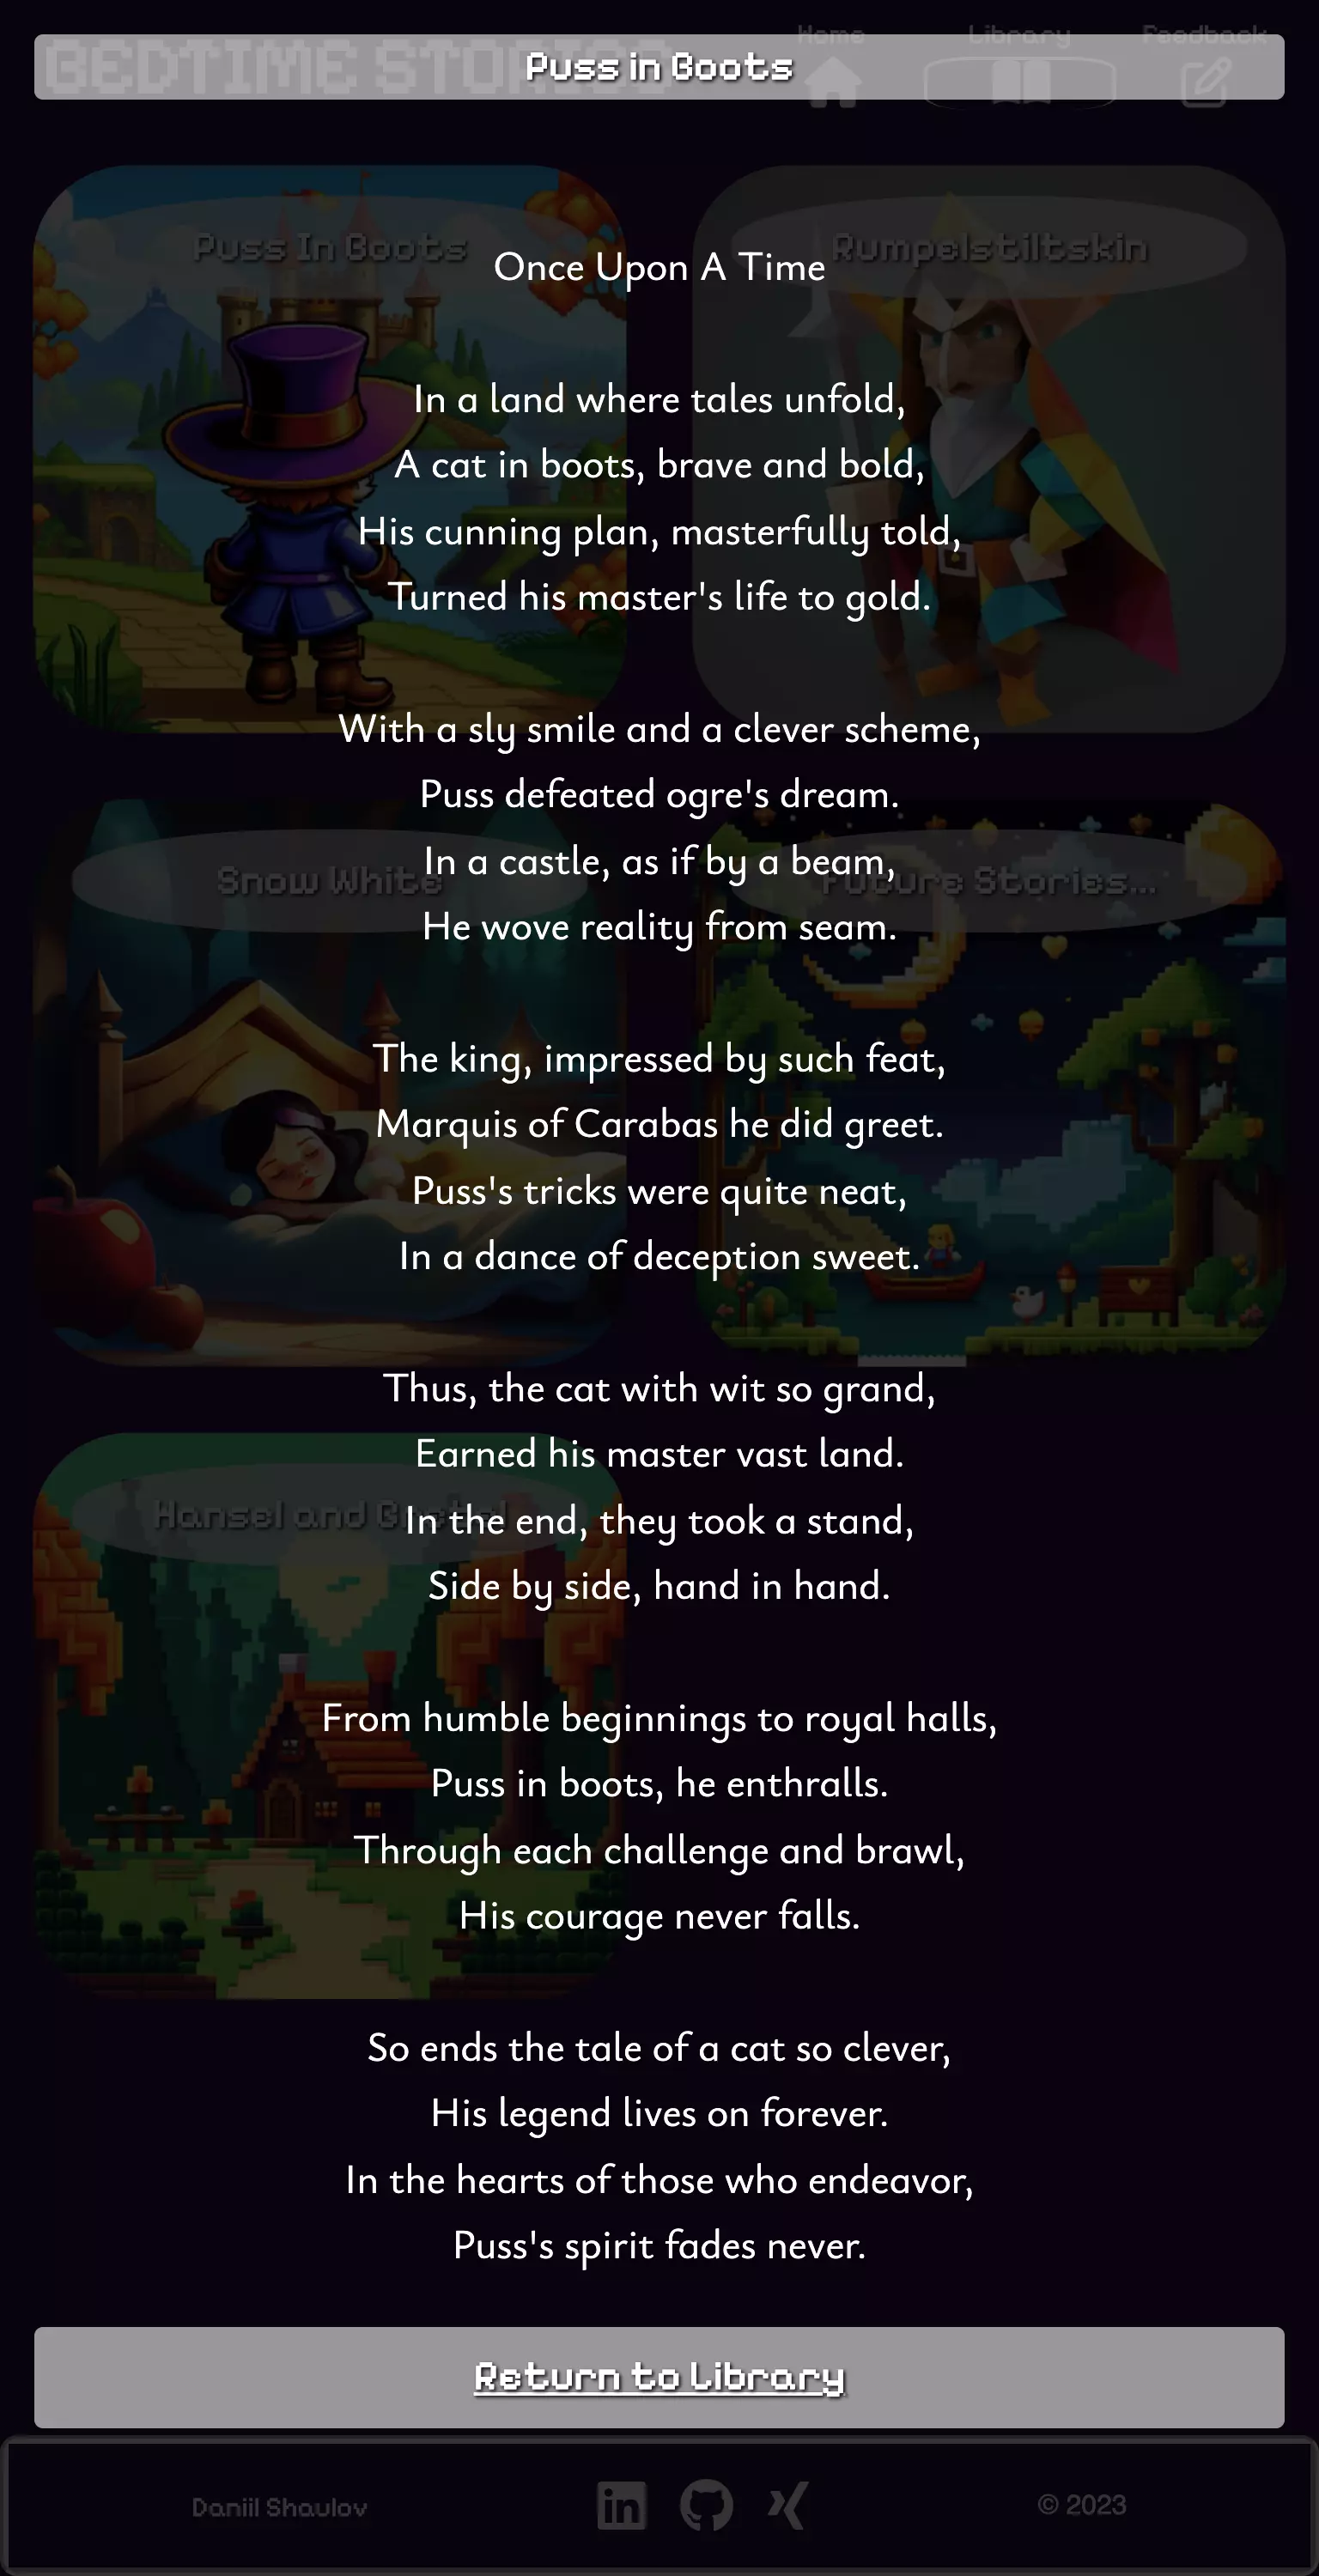 Home Library Feedback
BEDTIME STORIES
Puss in Boots
Puss In Boots
Rumpelstiltskin
Once Upon A Time
In a land where tales unfold,
A cat in boots, brave and bold,
His cunning plan, masterfully told,
Turned his master's life to gold.
With a sly smile and a clever scheme,
Puss defeated ogre's dream.
Snow White
Future Stories...
In a castle, as if by a beam,
He wove reality from seam.
The king, impressed by such feat,
Marquis of Carabas he did greet.
Puss's tricks were quite neat,
In a dance of deception sweet.
Thus, the cat with wit so grand,
Earned his master vast land.
Hansel and Gretel
In the end, they took a stand,
Side by side, hand in hand.
From humble beginnings to royal halls,
Puss in boots, he enthralls.
Through each challenge and brawl,
His courage never falls.
So ends the tale of a cat so clever,
His legend lives on forever.
In the hearts of those who endeavor,
Puss's spirit fades never.
Return to Library
Daniil Shavlov
© 2023